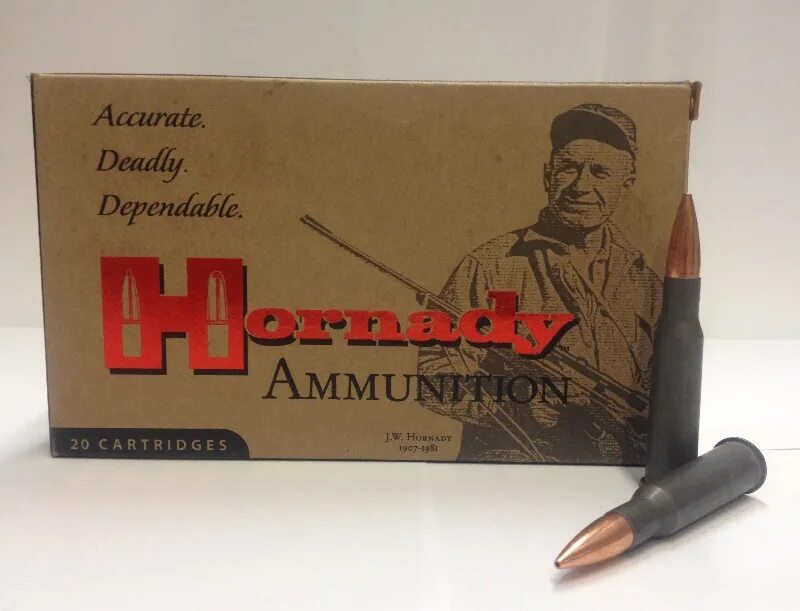 Accurate.
Deadly.
Dependable.
Hornady
AMMUNITION
J.W. HORNADY
1907-1981
20 CARTRIDGES